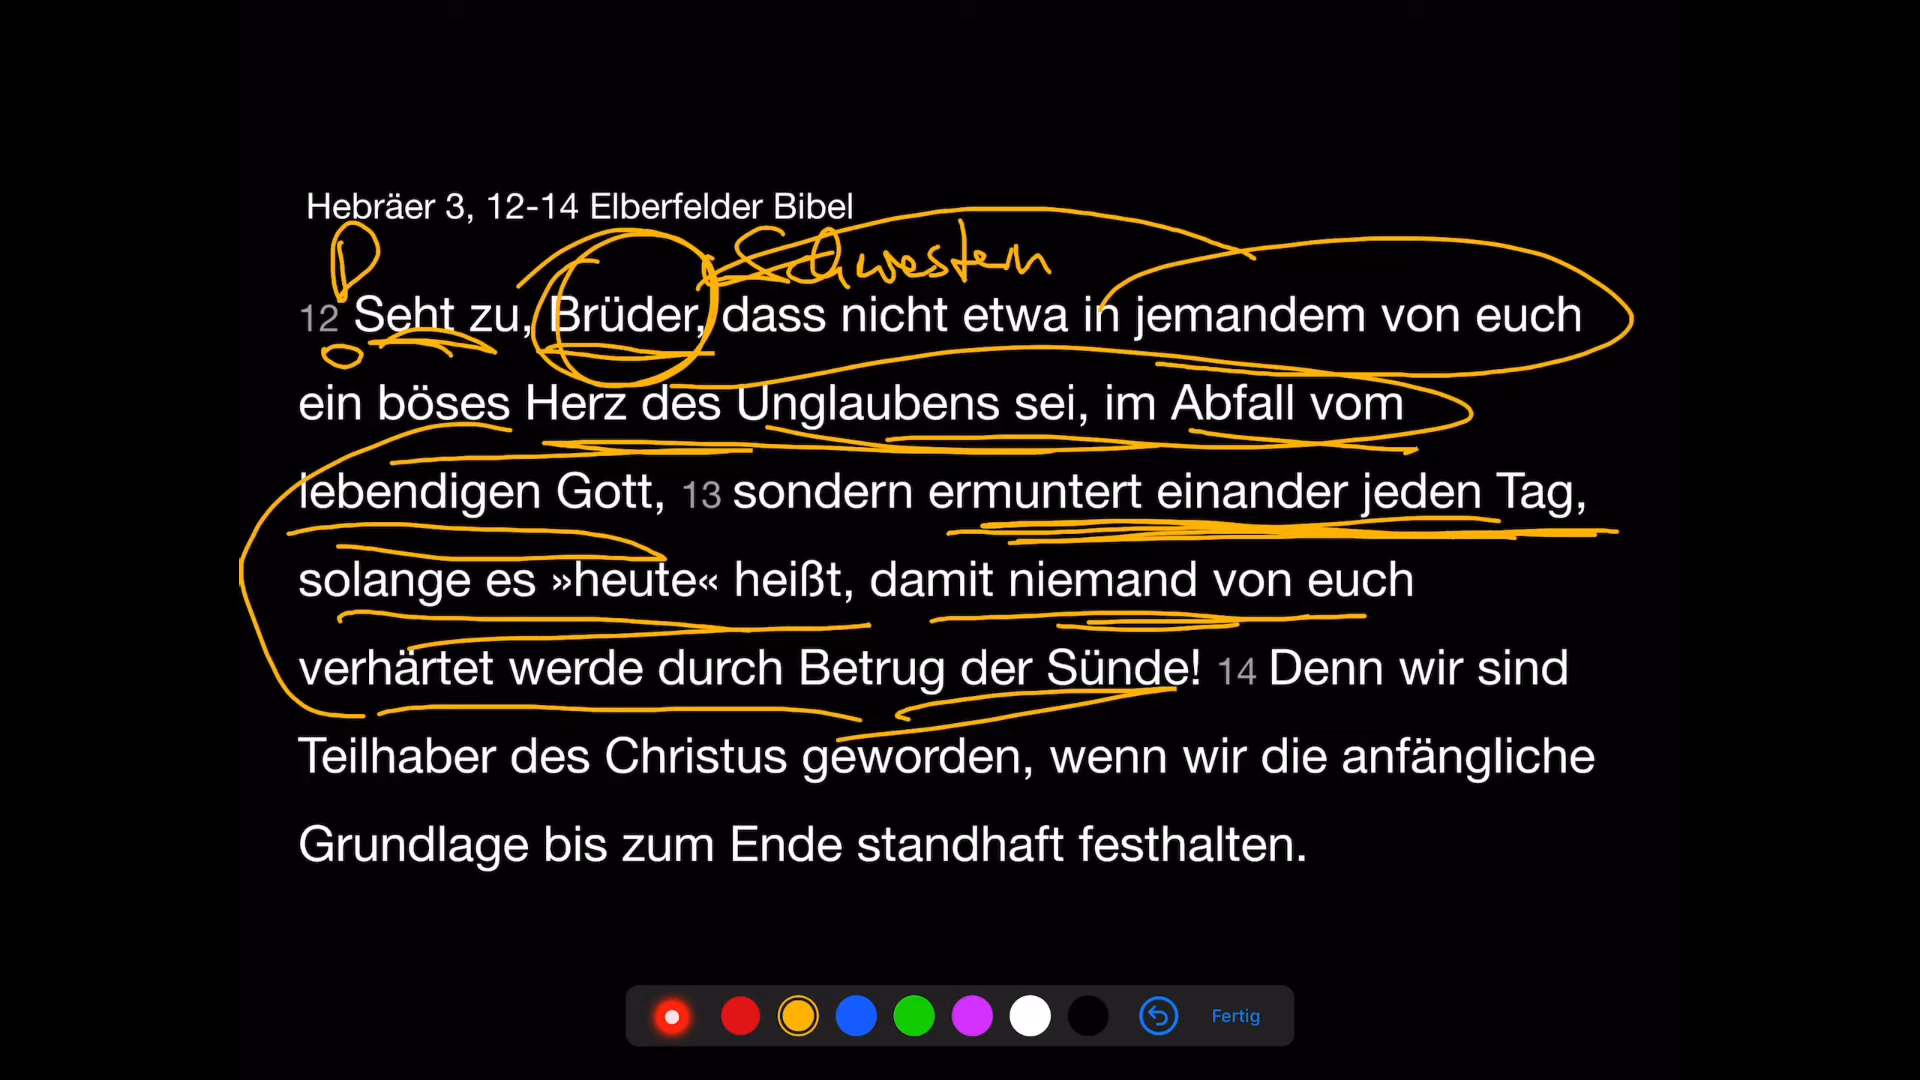 Hebräer 3, 12-14 Elberfelder Bibel
Schwestern
12 Seht zu, Brüder, dass nicht etwa in jemandem von euch
ein böses Herz des Unglaubens sei, im Abfall vom
lebendigen Gott, 13 sondern ermuntert einander jeden Tag,
solange es »heute« heißt, damit niemand von euch
verhärtet werde durch Betrug der Sünde! 14 Denn wir sind
Teilhaber des Christus geworden, wenn wir die anfängliche
Grundlage bis zum Ende standhaft festhalten.
Fertig